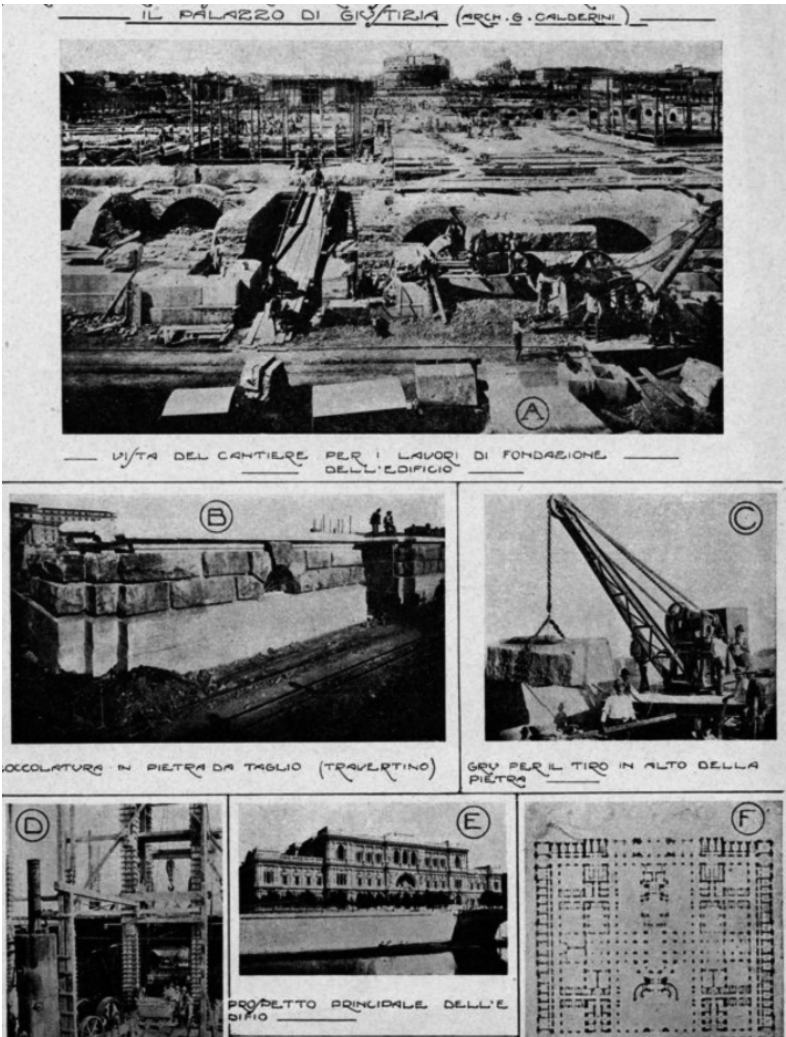 IL PALAZZO DI GIUSTIZIA (ARCH. G. CALDERINI)
A
VISTA DEL CANTIERE PER I LAVORI DI FONDAZIONE
DELL'EDIFICIO
B
C
OCCOLATURA IN PIETRA DA TAGLIO (TRAVERTINO)
GRU PER IL TIRO IN ALTO DELLA
PIETRA
D
E
F
PROSPETTO PRINCIPALE DELL'E
DIFIO